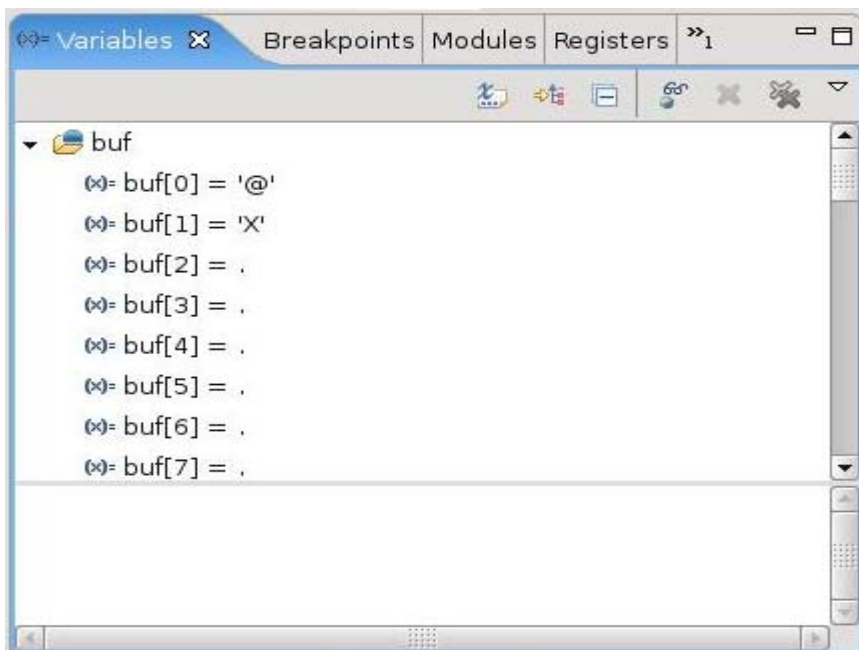 (x)= Variables Breakpoints Modules Registers »1
buf
(x)= buf[0] = '@'
(x)= buf[1] = 'X'
(x)= buf[2] = .
(x)= buf[3] = .
(x)= buf[4] = .
(x)= buf[5] = .
(x)= buf[6] = .
(x)= buf[7] = .